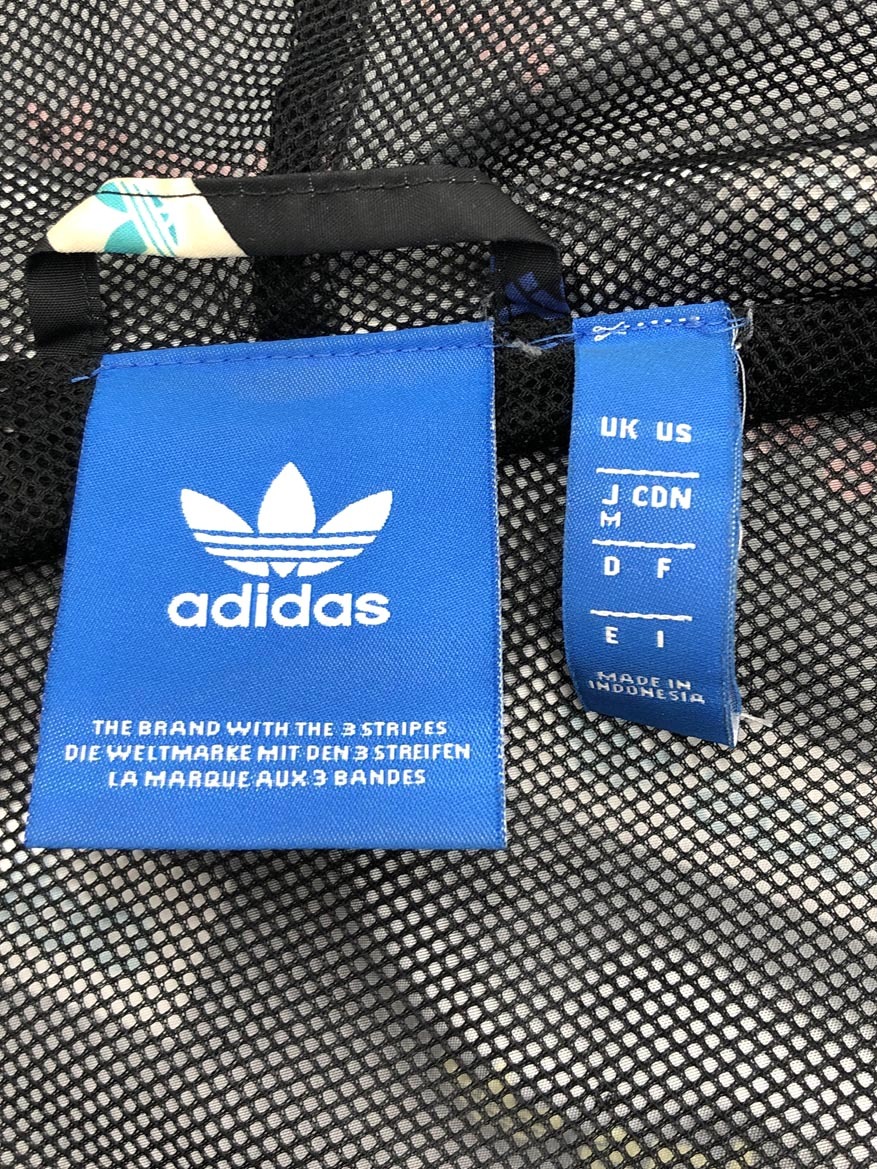 adidas
THE BRAND WITH THE 3 STRIPES
DIE WELTMARKE MIT DEN 3 STREIFEN
LA MARQUE AUX 3 BANDES
UK US
J CDN
M
D F
E I
MADE IN
INDONESIA